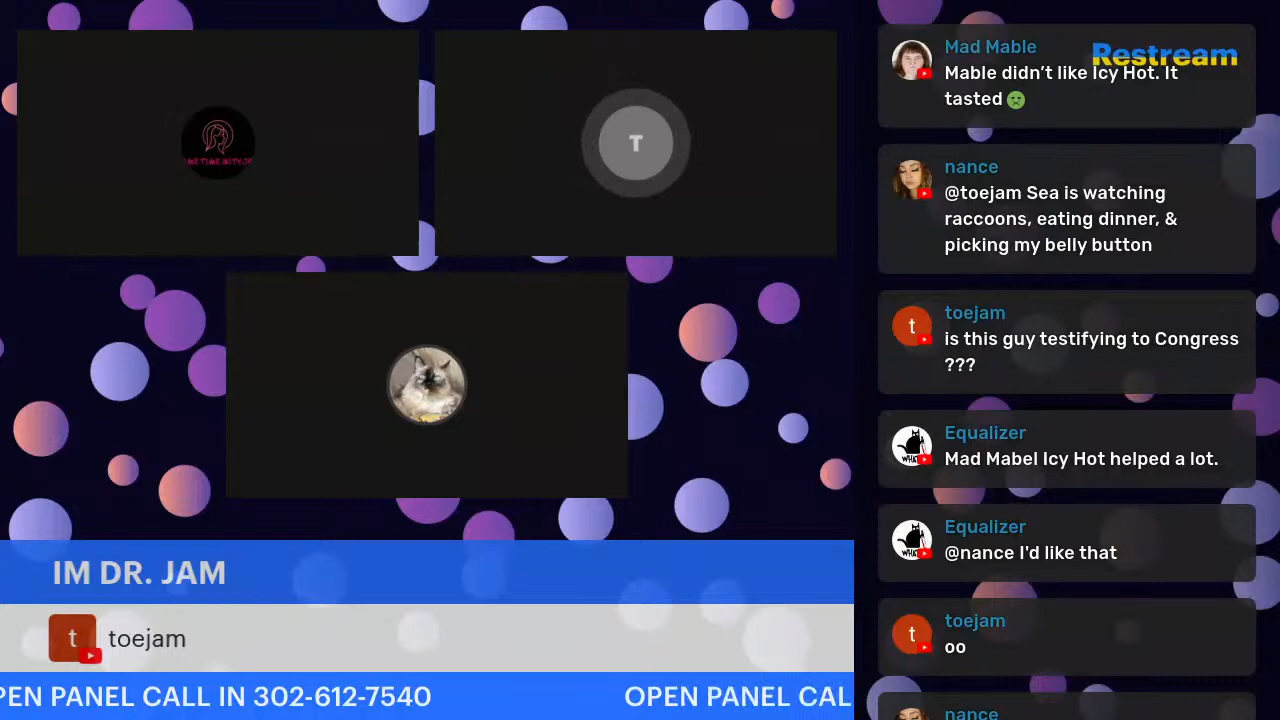 T
IM DR. JAM
t
toejam
PEN PANEL CALL IN 302-612-7540
OPEN PANEL CAL
Restream
Mad Mable
Mable didn’t like Icy Hot. It
tasted
nance
@toejam Sea is watching
raccoons, eating dinner, &
picking my belly button
t
toejam
is this guy testifying to Congress
???
Equalizer
Mad Mabel Icy Hot helped a lot.
Equalizer
@nance I'd like that
t
toejam
oo
nance